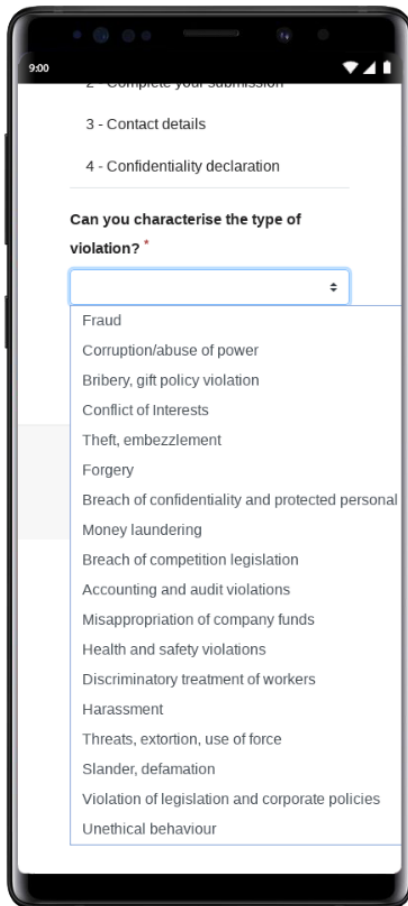 9:00
2 - Complete your submission
3 - Contact details
4 - Confidentiality declaration
Can you characterise the type of
violation? *
Fraud
Corruption/abuse of power
Bribery, gift policy violation
Conflict of Interests
Theft, embezzlement
Forgery
Breach of confidentiality and protected personal
Money laundering
Breach of competition legislation
Accounting and audit violations
Misappropriation of company funds
Health and safety violations
Discriminatory treatment of workers
Harassment
Threats, extortion, use of force
Slander, defamation
Violation of legislation and corporate policies
Unethical behaviour